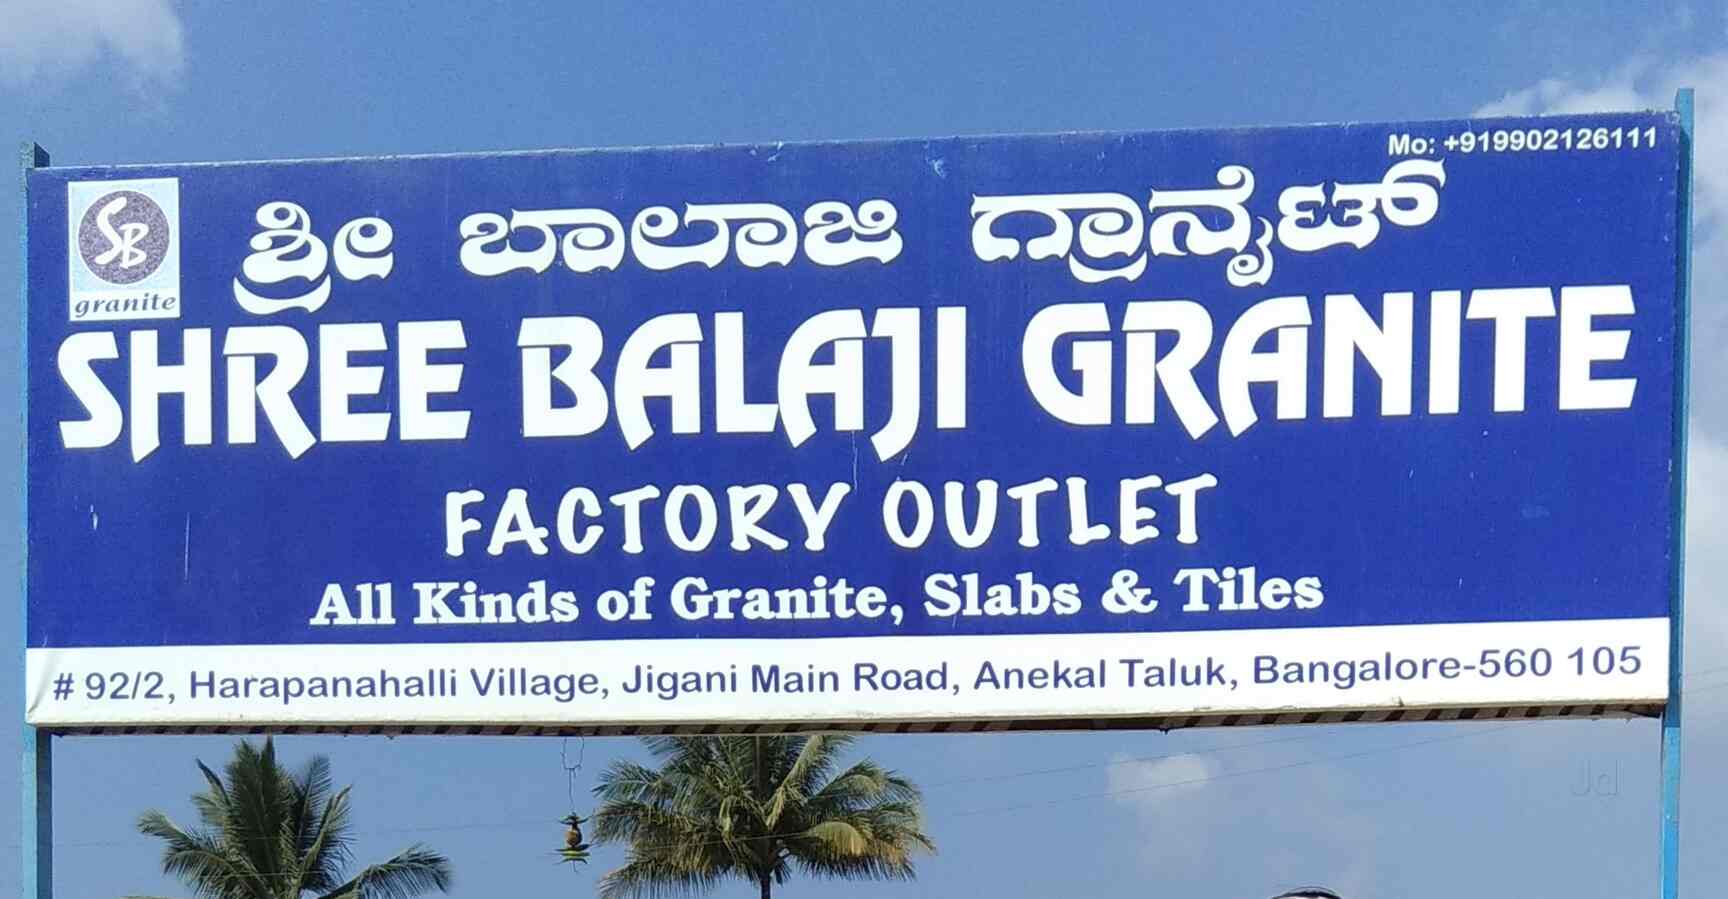 Mo: +919902126111
SB
granite
ಶ್ರೀ ಬಾಲಾಜಿ ಗ್ರಾನೈಟ್
SHREE BALAJI GRANITE
FACTORY OUTLET
All Kinds of Granite, Slabs & Tiles
# 92/2, Harapanahalli Village, Jigani Main Road, Anekal Taluk, Bangalore-560 105
Jd